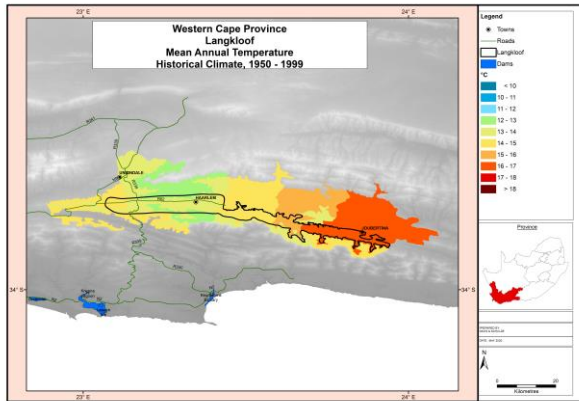 Western Cape Province
Langkloof
Mean Annual Temperature
Historical Climate, 1950 - 1999
23° E
24° E
34° S
34° S
UNIONDALE
HAARLEM
JOUBERTINA
23° E
24° E
Legend
Towns
Roads
Langkloof
Dams
°C
< 10
10 - 11
11 - 12
12 - 13
13 - 14
14 - 15
15 - 16
16 - 17
17 - 18
> 18
Province
N
0
20
Kilometres